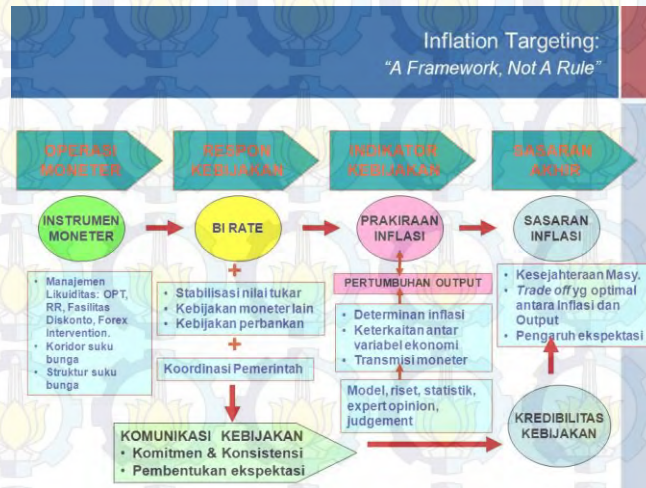 Inflation Targeting:
"A Framework, Not A Rule"
OPERASI
MONETER
RESPON
KEBIJAKAN
INDIKATOR
KEBIJAKAN
SASARAN
AKHIR
INSTRUMEN
MONETER
BI RATE
PRAKIRAAN
INFLASI
SASARAN
INFLASI
• Manajemen
Likuiditas: OPT,
RR, Fasilitas
Diskonto, Forex
Intervention.
• Koridor suku
bunga
• Struktur suku
bunga
+
• Stabilisasi nilai tukar
• Kebijakan moneter lain
• Kebijakan perbankan
+
Koordinasi Pemerintah
PERTUMBUHAN OUTPUT
• Determinan inflasi
• Keterkaitan antar
variabel ekonomi
• Transmisi moneter
Model, riset, statistik,
expert opinion,
judgement
• Kesejahteraan Masy.
• Trade off yg optimal
antara Inflasi dan
Output
• Pengaruh ekspektasi
KOMUNIKASI KEBIJAKAN
• Komitmen & Konsistensi
• Pembentukan ekspektasi
KREDIBILITAS
KEBIJAKAN